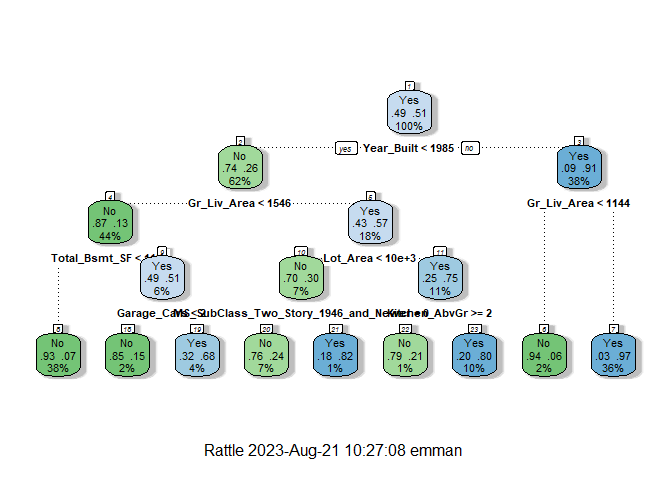 1
Yes
.49 .51
100%
yes Year_Built < 1985 no
2
No
.74 .26
62%
3
Yes
.09 .91
38%
Gr_Liv_Area < 1546
Gr_Liv_Area < 1144
4
No
.87 .13
44%
5
Yes
.43 .57
18%
Total_Bsmt_SF <
Lot_Area < 10e+3
9
Yes
.49 .51
6%
10
No
.70 .30
7%
11
Yes
.25 .75
11%
Garage_Cars < 2
SubClass_Two_Story_1946_and_Newer
AbvGr >= 2
8
No
.93 .07
38%
18
No
.85 .15
2%
19
Yes
.32 .68
4%
20
No
.76 .24
7%
21
Yes
.18 .82
1%
22
No
.79 .21
1%
23
Yes
.20 .80
10%
6
No
.94 .06
2%
7
Yes
.03 .97
36%
Rattle 2023-Aug-21 10:27:08 emman